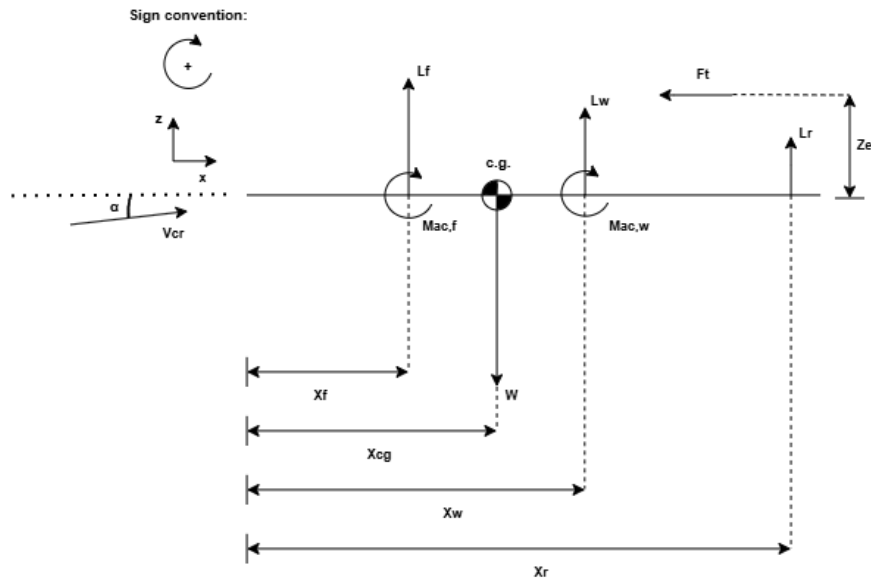 Sign convention:
+
Lf
Ft
Lw
z
c.g.
Lr
Ze
x
α
Mac,f
Mac,w
Vcr
Xf
W
Xcg
Xw
Xr